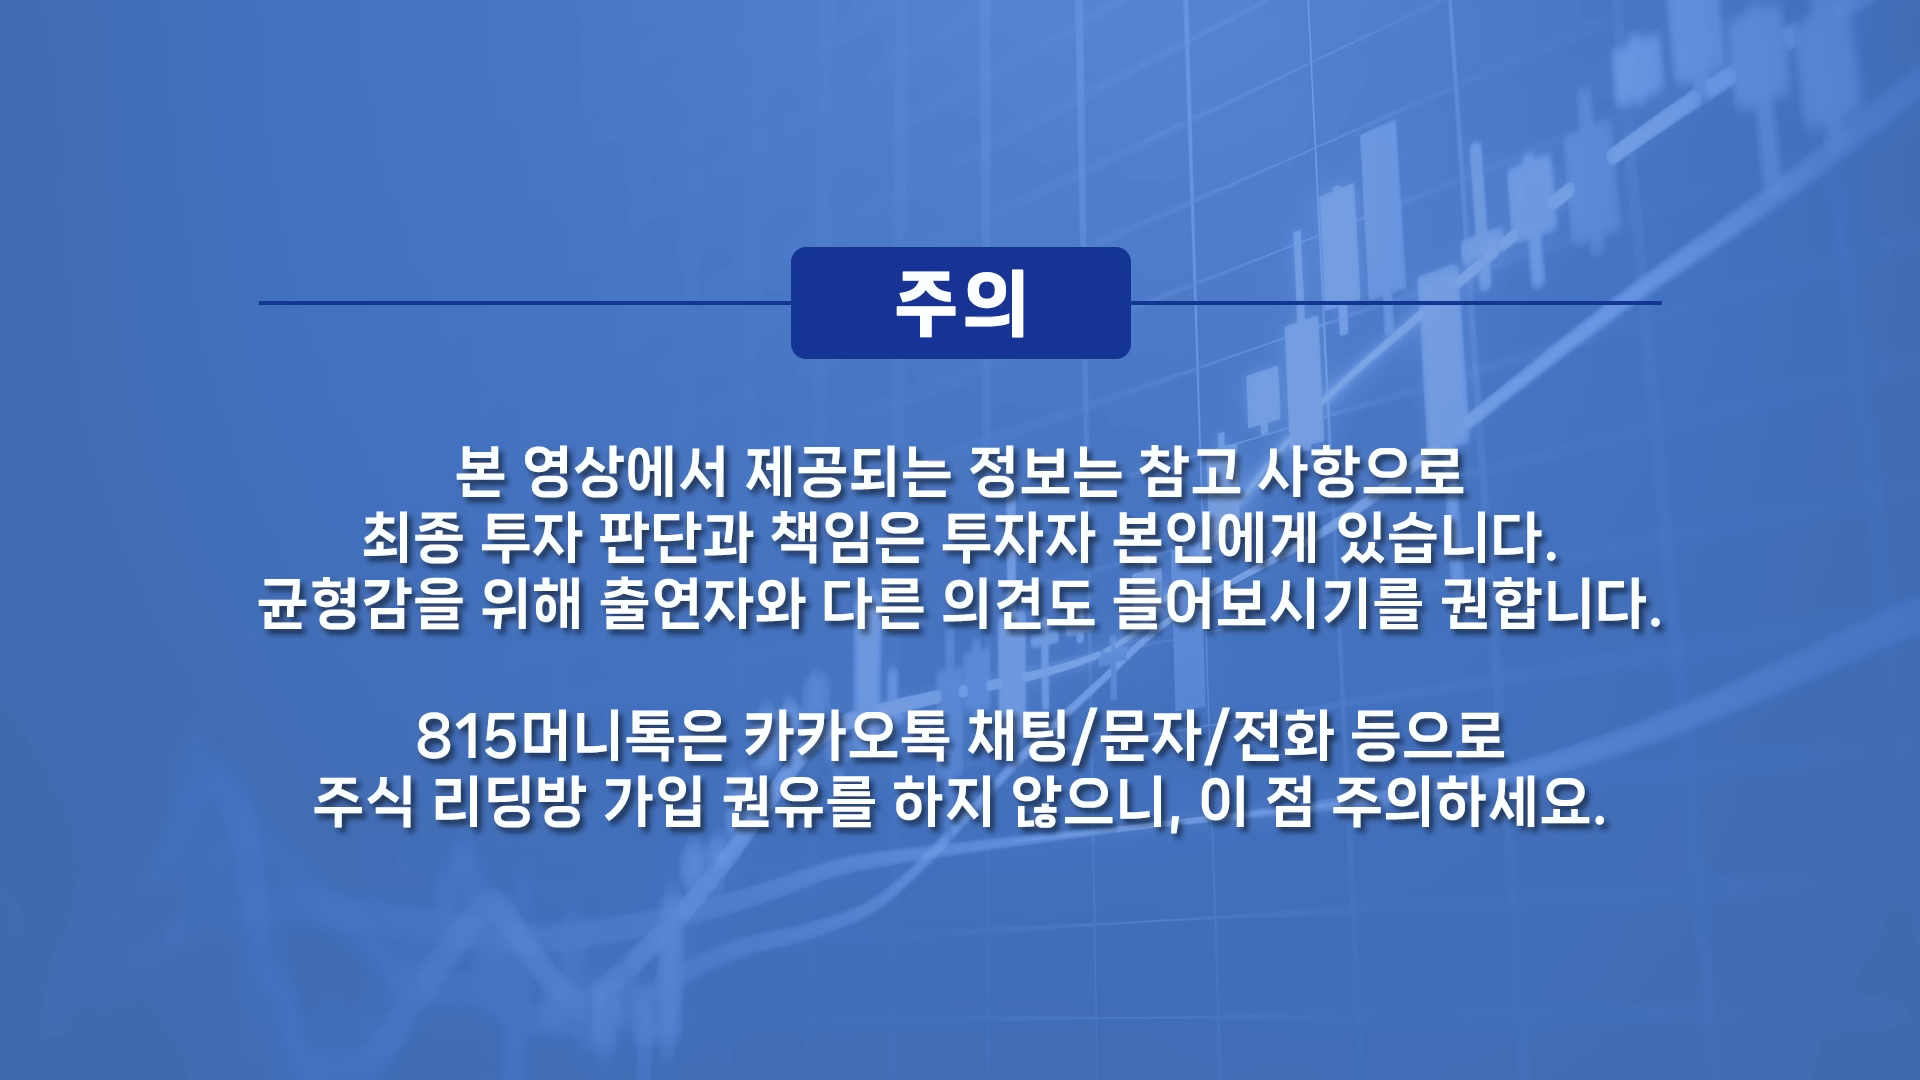 주의
본 영상에서 제공되는 정보는 참고 사항으로
최종 투자 판단과 책임은 투자자 본인에게 있습니다.
균형감을 위해 출연자와 다른 의견도 들어보시기를 권합니다.
815머니톡은 카카오톡 채팅/문자/전화 등으로
주식 리딩방 가입 권유를 하지 않으니, 이 점 주의하세요.